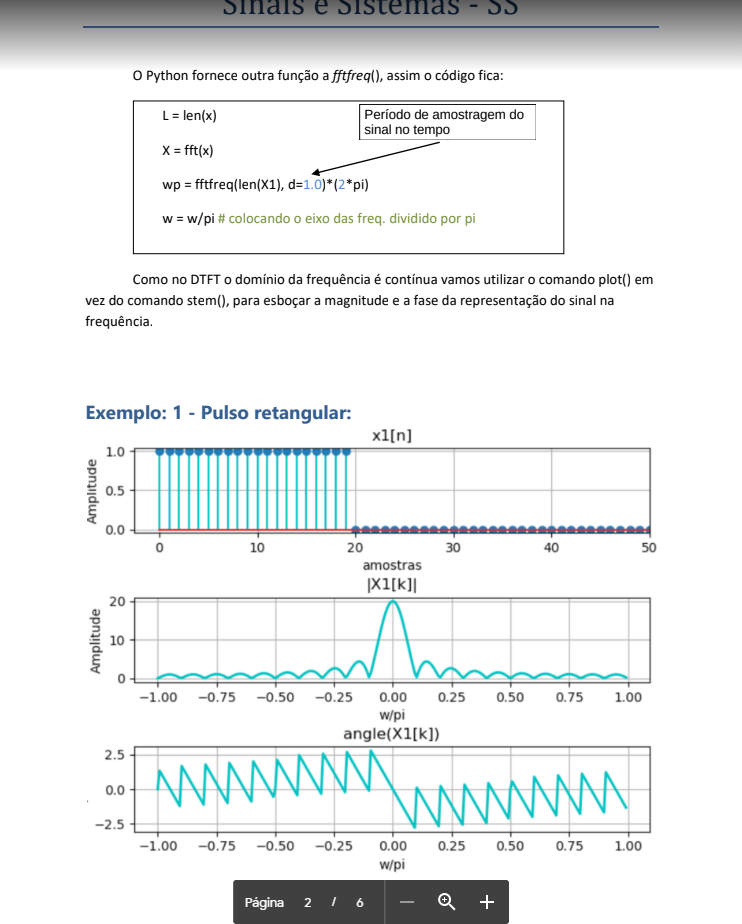 Sinais e Sistemas - SS
O Python fornece outra função a fftfreq(), assim o código fica:
L = len(x)
Período de amostragem do
sinal no tempo
X = fft(x)
wp = fftfreq(len(X1), d=1.0)*(2*pi)
w = w/pi # colocando o eixo das freq. dividido por pi
Como no DTFT o domínio da frequência é contínua vamos utilizar o comando plot() em
vez do comando stem(), para esboçar a magnitude e a fase da representação do sinal na
frequência.
Exemplo: 1 - Pulso retangular:
x1[n]
Amplitude
1.0
0.5
0.0
0 10 20 30 40 50
amostras
|X1[k]|
Amplitude
20
10
0
−1.00 −0.75 −0.50 −0.25 0.00 0.25 0.50 0.75 1.00
w/pi
angle(X1[k])
2.5
0.0
−2.5
−1.00 −0.75 −0.50 −0.25 0.00 0.25 0.50 0.75 1.00
w/pi
Página 2 / 6